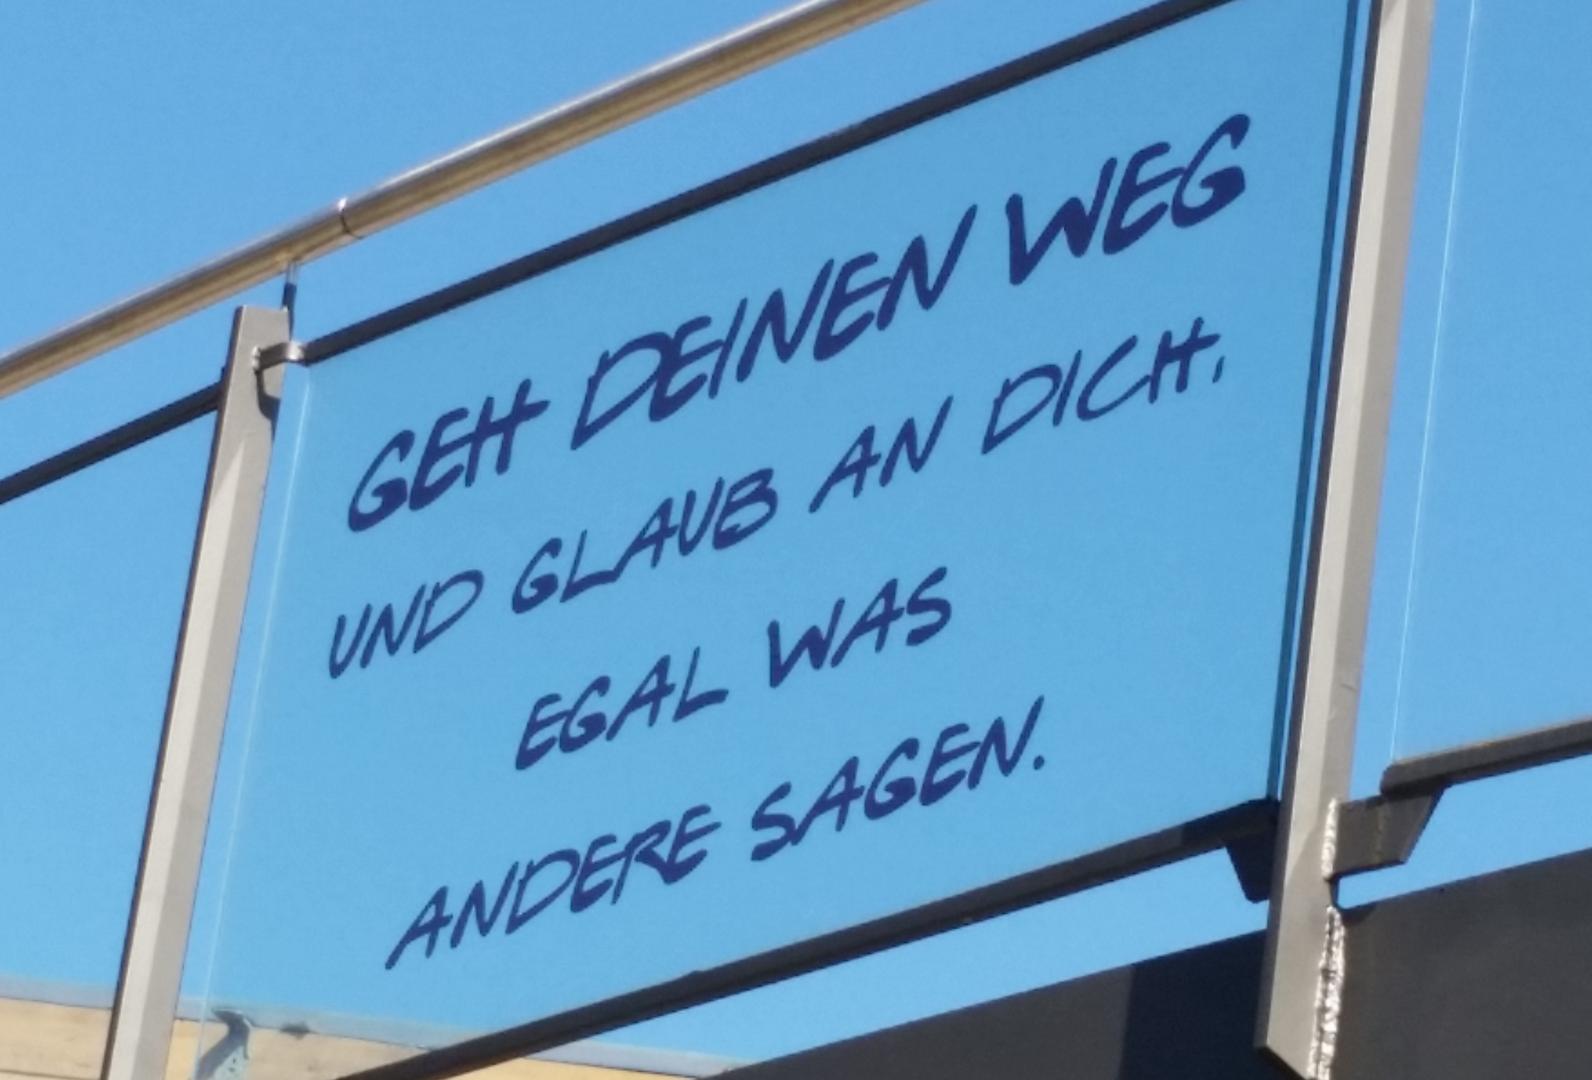 GEH DEINEN WEG
UND GLAUB AN DICH,
EGAL WAS
ANDERE SAGEN.